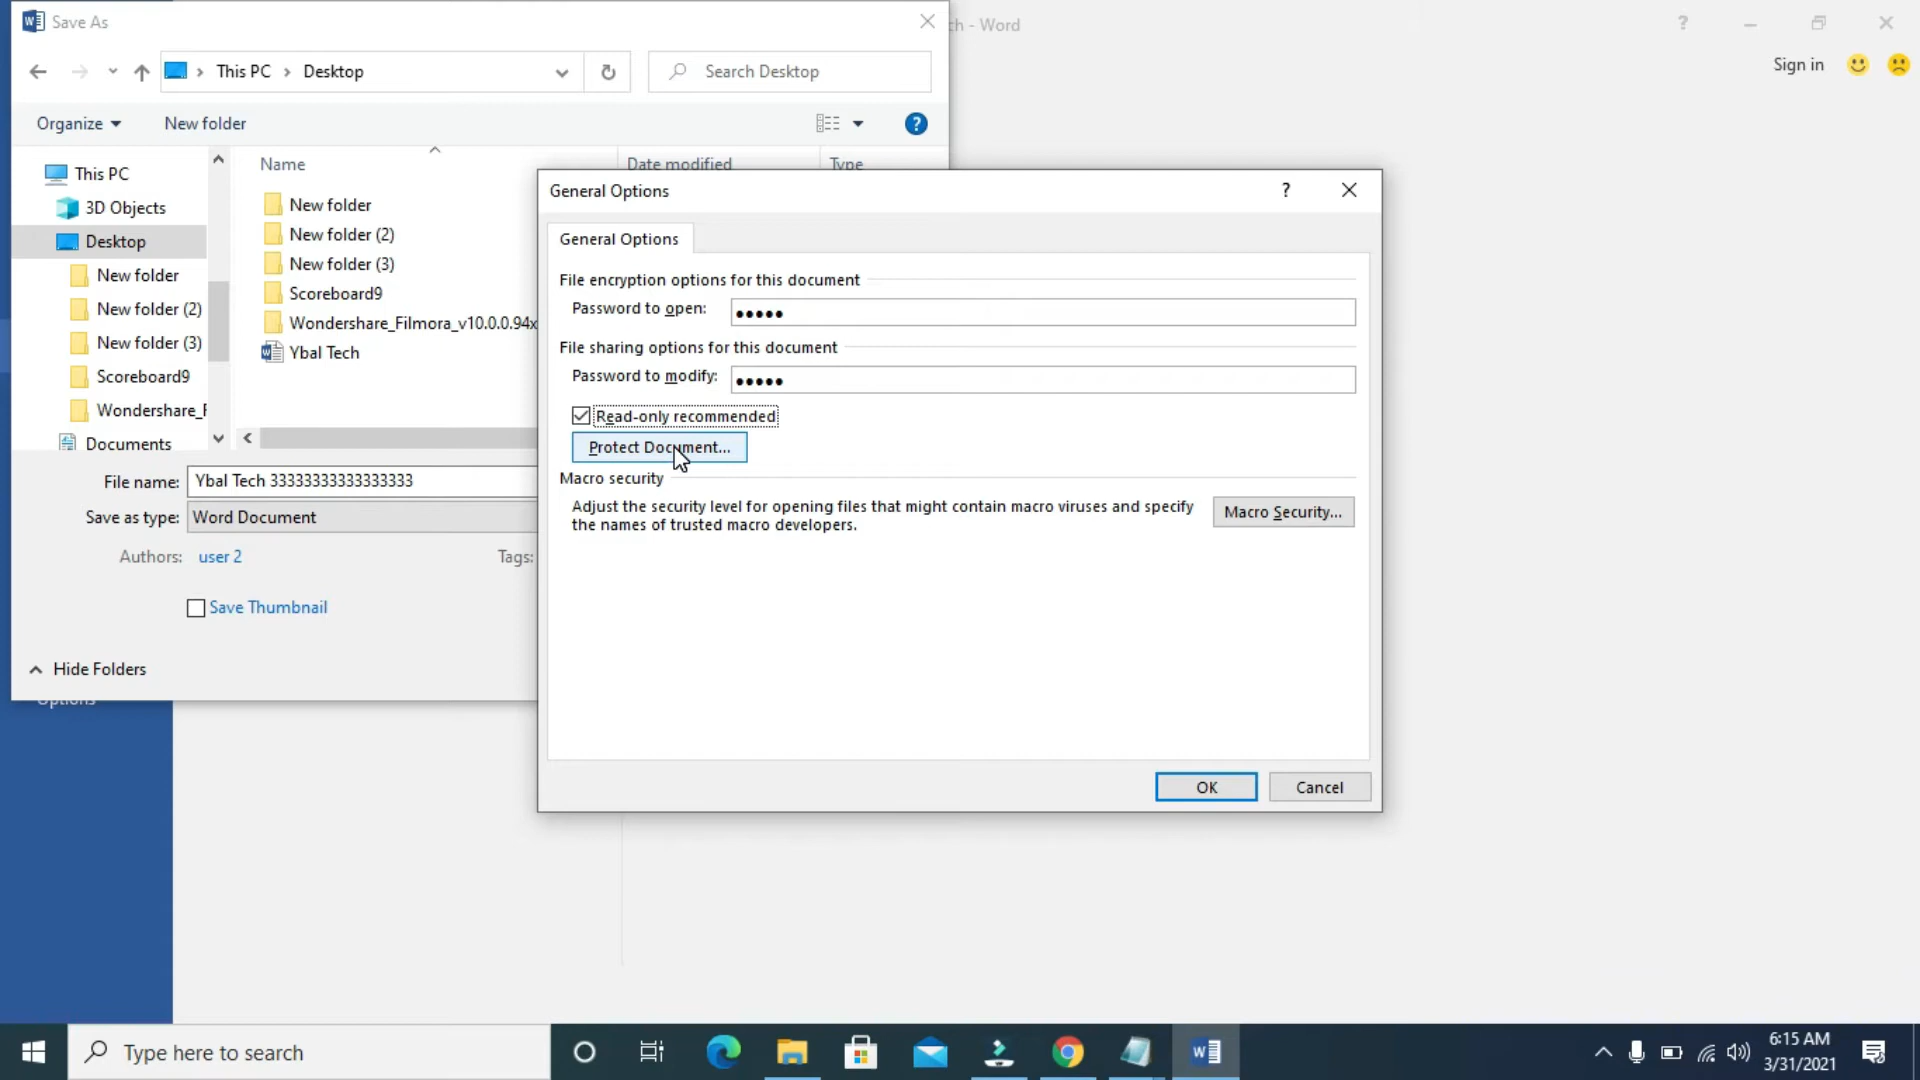 Save As
ch - Word
Sign in
This PC
Desktop
Search Desktop
Organize
New folder
Name
Date modified
Type
This PC
3D Objects
Desktop
New folder
New folder (2)
New folder (3)
Scoreboard9
Wondershare_F
Documents
New folder
New folder (2)
New folder (3)
Scoreboard9
Wondershare_Filmora_v10.0.0.94x
Ybal Tech
File name: Ybal Tech 33333333333333333
Save as type: Word Document
Authors: user 2
Tags:
Save Thumbnail
Hide Folders
Options
General Options
?
General Options
File encryption options for this document
Password to open: •••••
File sharing options for this document
Password to modify: •••••
Read-only recommended
Protect Document...
Macro security
Adjust the security level for opening files that might contain macro viruses and specify
the names of trusted macro developers.
Macro Security...
OK
Cancel
Type here to search
6:15 AM
3/31/2021